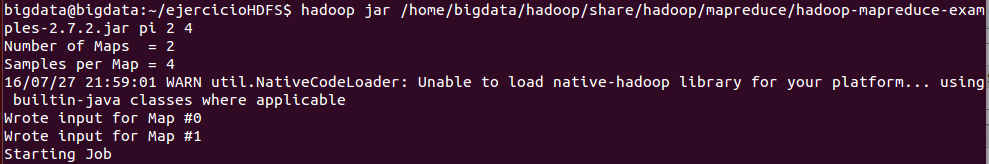 bigdata@bigdata:~/ejercicioHDFS$ hadoop jar /home/bigdata/hadoop/share/hadoop/mapreduce/hadoop-mapreduce-exam
ples-2.7.2.jar pi 2 4
Number of Maps  = 2
Samples per Map = 4
16/07/27 21:59:01 WARN util.NativeCodeLoader: Unable to load native-hadoop library for your platform... using
 builtin-java classes where applicable
Wrote input for Map #0
Wrote input for Map #1
Starting Job